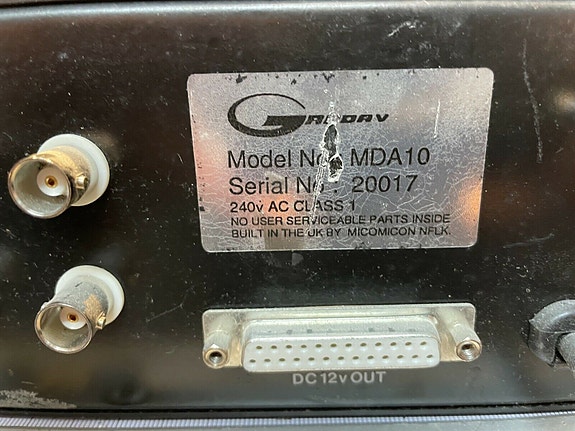 Model No MDA10
Serial No 20017
240v AC CLASS 1
NO USER SERVICEABLE PARTS INSIDE
BUILT IN THE UK BY MICOMICON NFLK.
DC 12v OUT